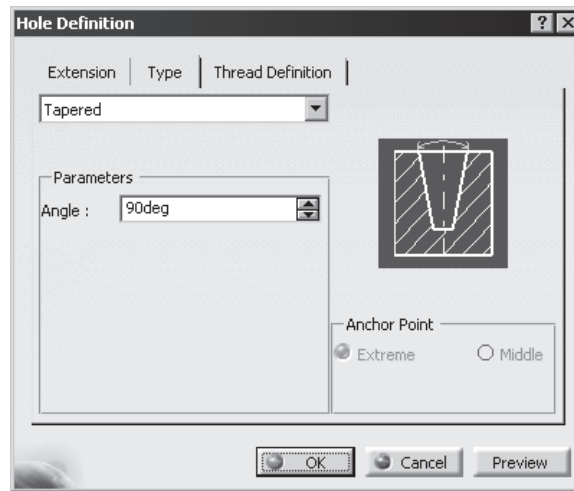 Hole Definition ? X
Extension Type Thread Definition
Tapered
Parameters
Angle : 90deg
Anchor Point
Extreme Middle
OK Cancel Preview